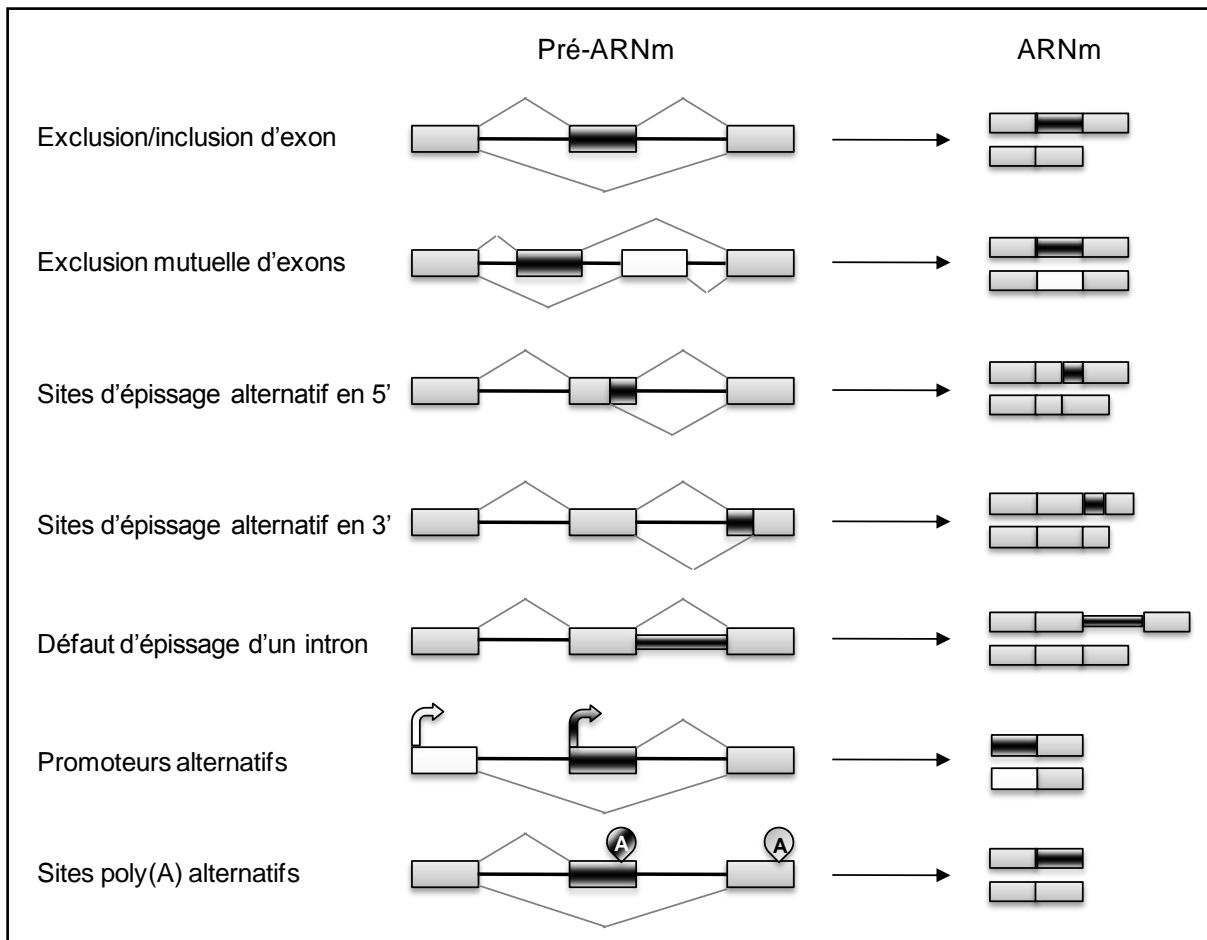 Pré-ARNm
ARNm
Exclusion/inclusion d'exon
Exclusion mutuelle d'exons
Sites d'épissage alternatif en 5'
Sites d'épissage alternatif en 3'
Défaut d'épissage d'un intron
Promoteurs alternatifs
A
A
Sites poly(A) alternatifs